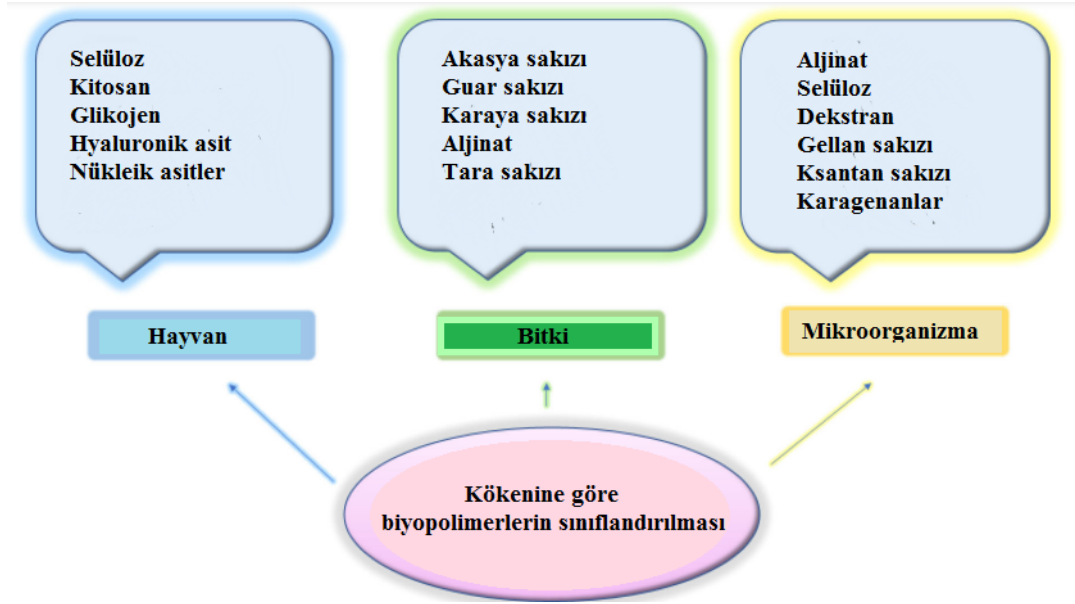 Selüloz
Kitosan
Glikojen
Hyaluronik asit
Nükleik asitler
Akasya sakızı
Guar sakızı
Karaya sakızı
Aljinat
Tara sakızı
Aljinat
Selüloz
Dekstran
Gellan sakızı
Ksantan sakızı
Karagenanlar
Hayvan
Bitki
Mikroorganizma
Kökenine göre
biyopolimerlerin sınıflandırılması